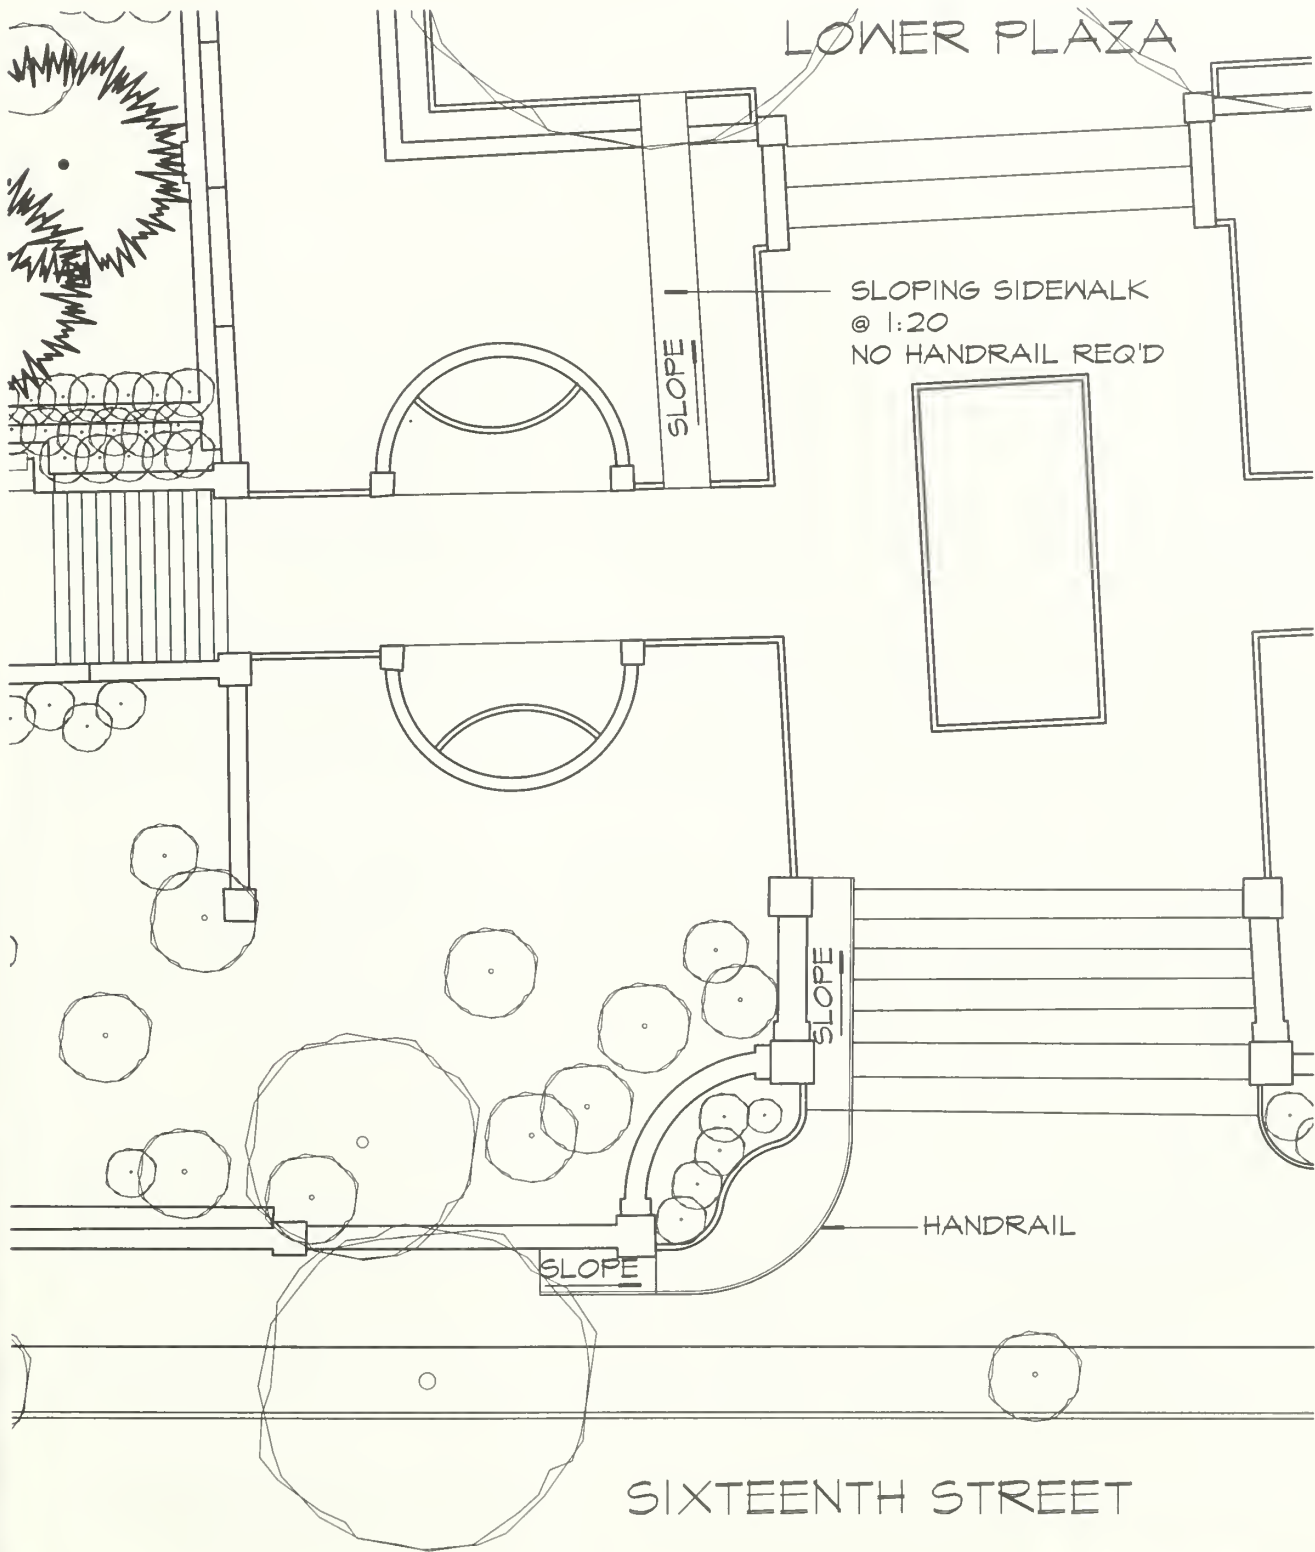 LOWER PLAZA
SLOPING SIDEWALK
@ 1:20
NO HANDRAIL REQ'D
SLOPE
SLOPE
HANDRAIL
SLOPE
SIXTEENTH STREET